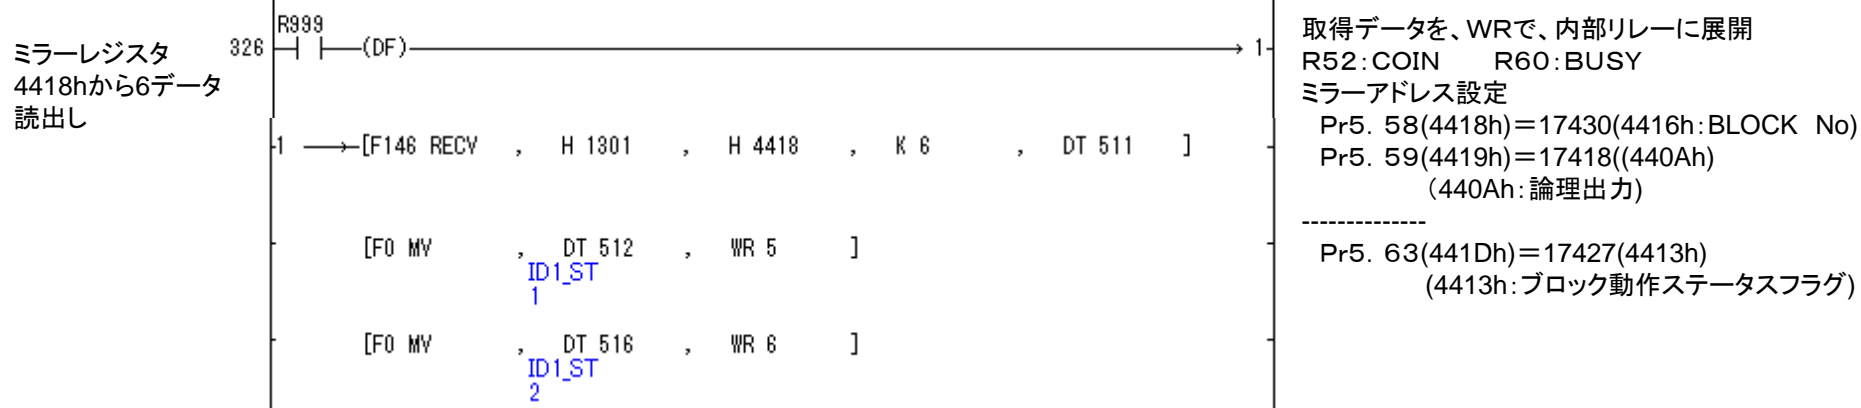 ミラーレジスタ
4418hから6データ
読出し
R999
326 (DF) 1
1 [F146 RECV , H 1301 , H 4418 , K 6 , DT 511 ]
[F0 MV , DT 512 , WR 5 ]
ID1_ST
1
[F0 MV , DT 516 , WR 6 ]
ID1_ST
2
取得データを、WRで、内部リレーに展開
R52:COIN R60:BUSY
ミラーアドレス設定
Pr5.58(4418h)=17430(4416h:BLOCK No)
Pr5.59(4419h)=17418((440Ah)
(440Ah:論理出力)
--------------
Pr5.63(441Dh)=17427(4413h)
(4413h:ブロック動作ステータスフラグ)